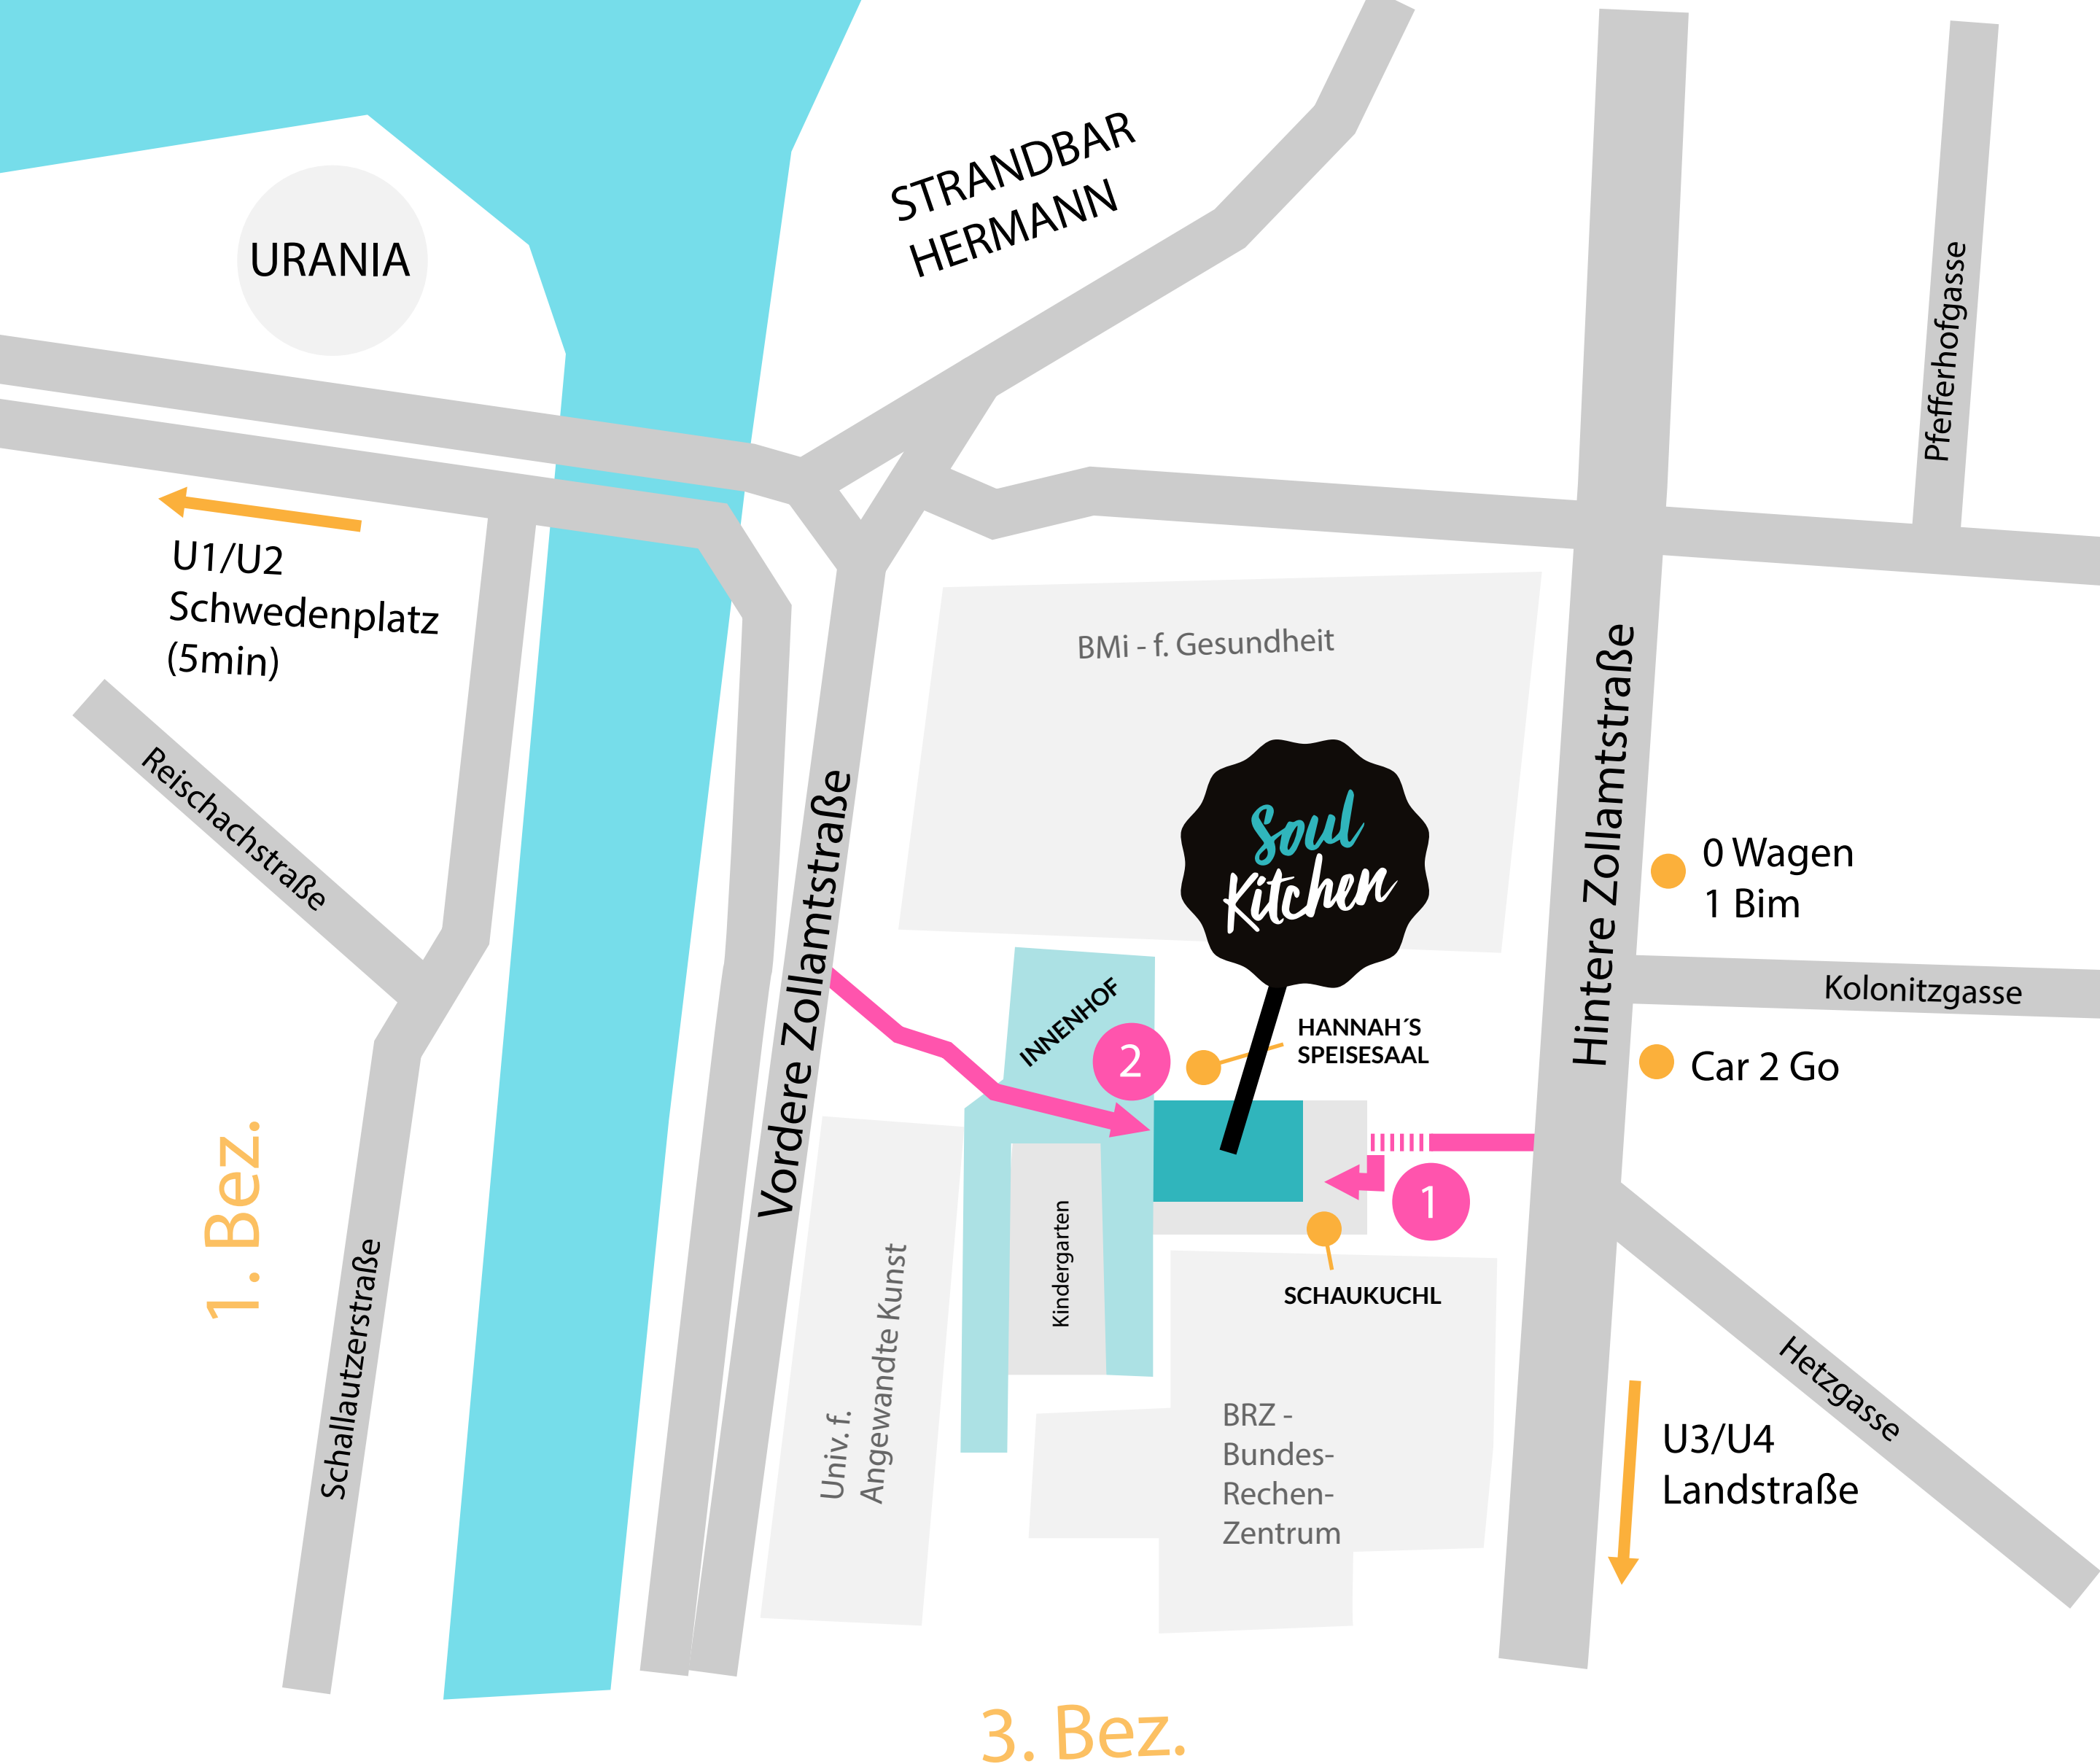 STRANDBAR
HERMANN
URANIA
Pfefferhofgasse
U1/U2
Schwedenplatz
(5min)
BMi - f. Gesundheit
Reischachstraße
Vordere Zollamtstraße
Hintere Zollamtstraße
Soul
Kitchen
0 Wagen
1 Bim
Kolonitzgasse
INNENHOF
2
HANNAH´S
SPEISESAAL
Car 2 Go
1. Bez.
Schallautzerstraße
Kindergarten
1
SCHAUKUCHL
Univ. f.
Angewandte Kunst
Hetzgasse
BRZ -
Bundes-
Rechen-
Zentrum
U3/U4
Landstraße
3. Bez.